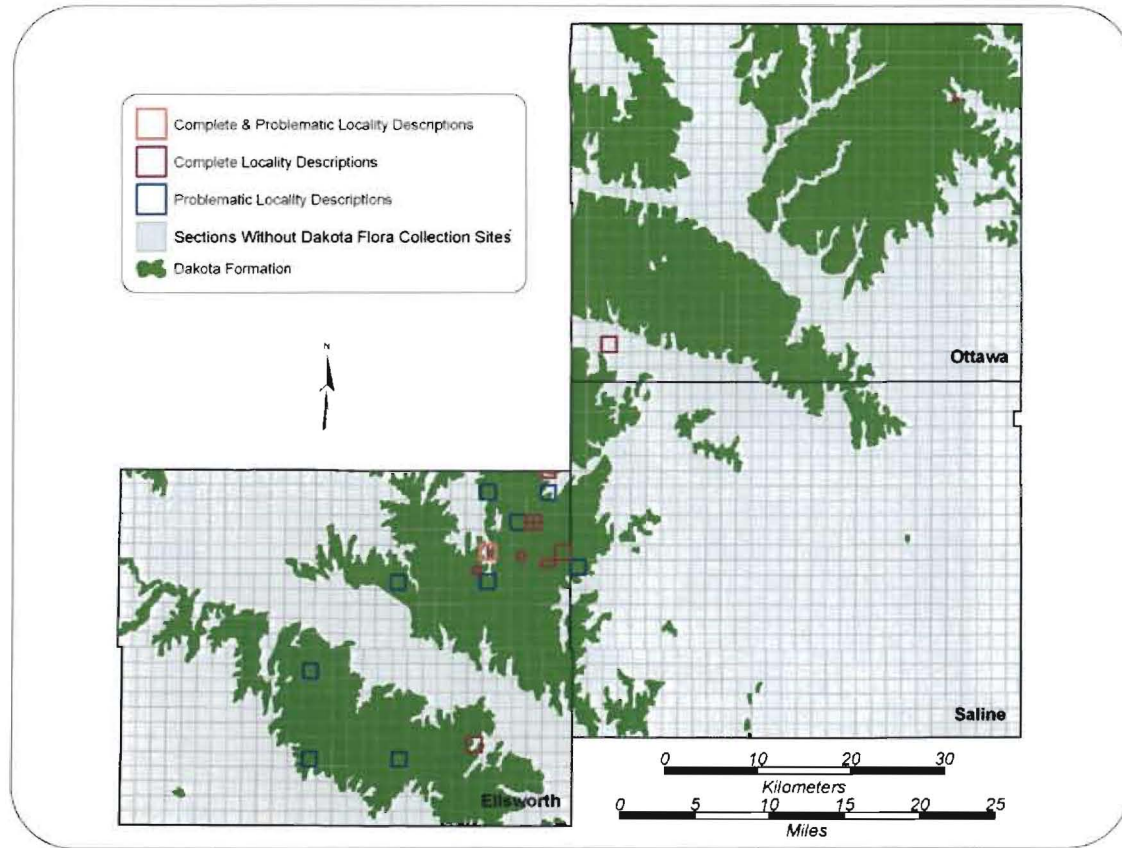 Complete & Problematic Locality Descriptions
Complete Locality Descriptions
Problematic Locality Descriptions
Sections Without Dakota Flora Collection Sites
Dakota Formation
N
Ottawa
Saline
Ellsworth
0 10 20 30
Kilometers
0 5 10 15 20 25
Miles